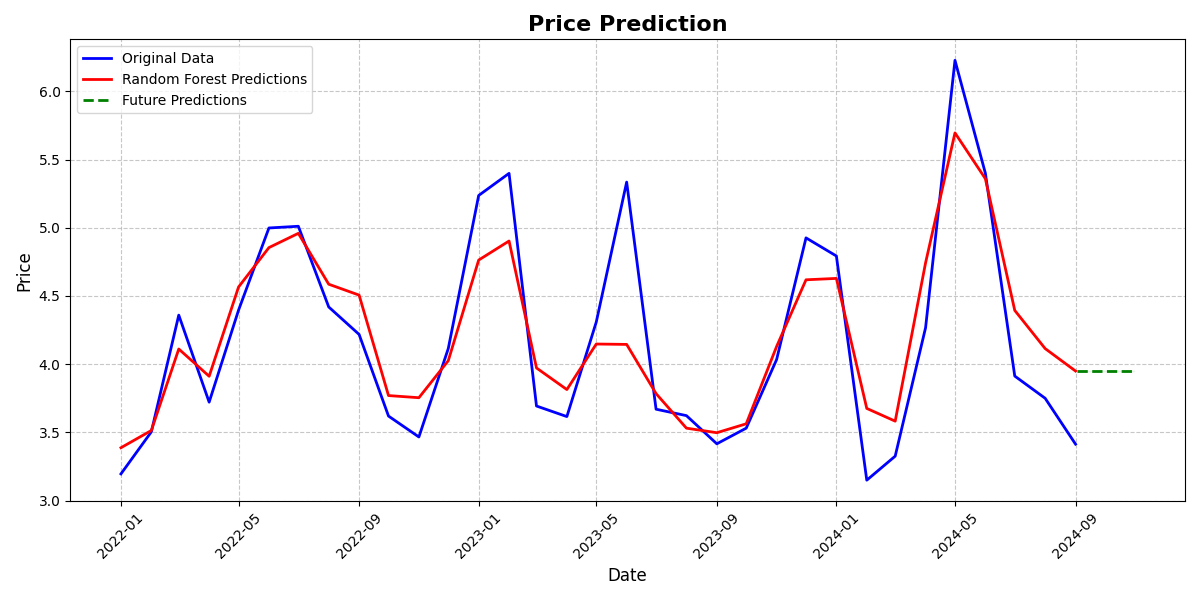 Price Prediction
Original Data
Random Forest Predictions
Future Predictions
Price
6.0
5.5
5.0
4.5
4.0
3.5
3.0
2022-01
2022-05
2022-09
2023-01
2023-05
2023-09
2024-01
2024-05
2024-09
Date